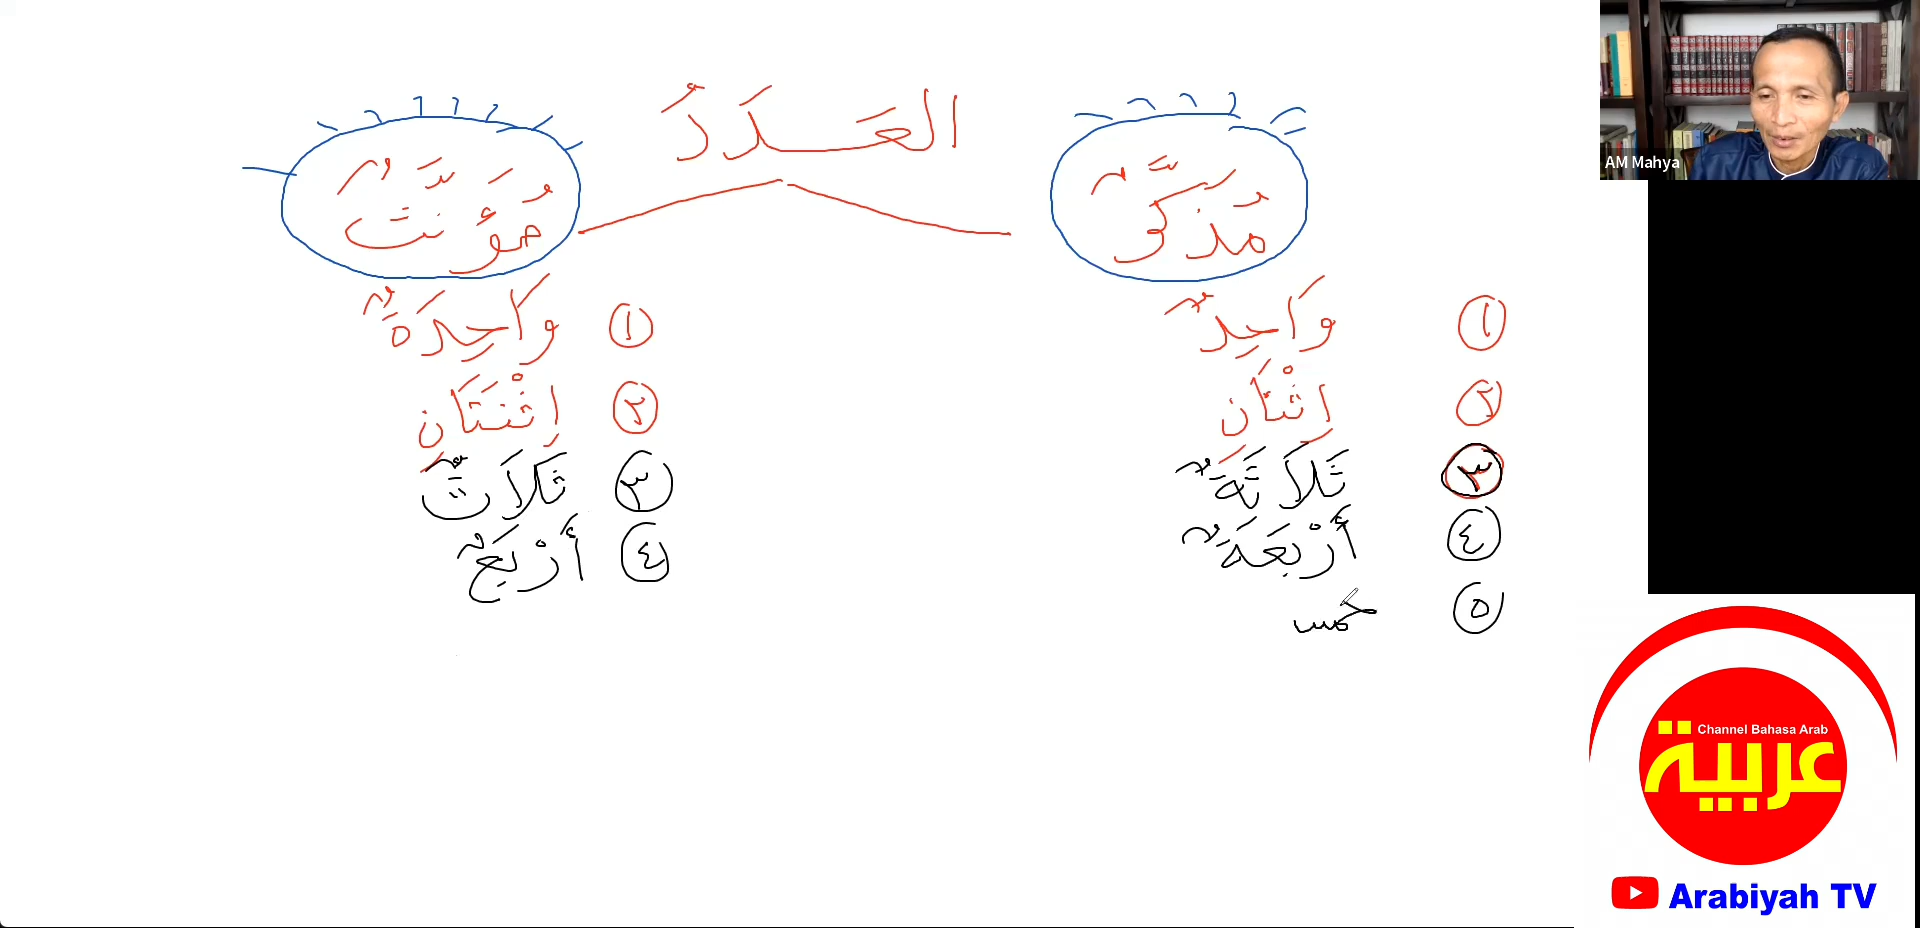 العَدَدُ
مُذَكَّرٌ
مُؤَنَّثٌ
١ وَاحِدٌ
١ وَاحِدَةٌ
٢ اِثْنَانِ
٢ اِثْنَتَانِ
٣ ثَلَاثَةٌ
٣ ثَلَاثٌ
٤ أَرْبَعَةٌ
٤ أَرْبَعٌ
٥ خمس
AM Mahya
Channel Bahasa Arab
عربية
Arabiyah TV